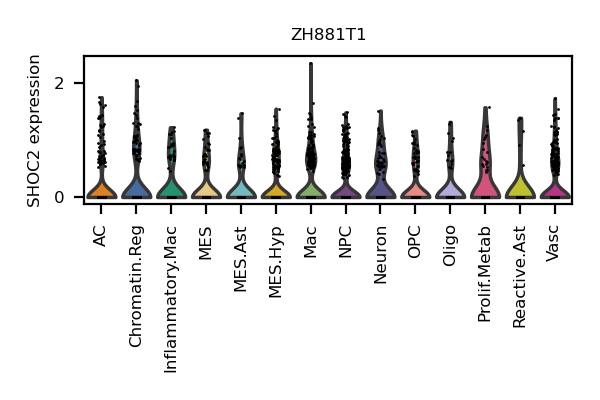 ZH881T1
SHOC2 expression
2
0
AC
Chromatin.Reg
Inflammatory.Mac
MES
MES.Ast
MES.Hyp
Mac
NPC
Neuron
OPC
Oligo
Prolif.Metab
Reactive.Ast
Vasc